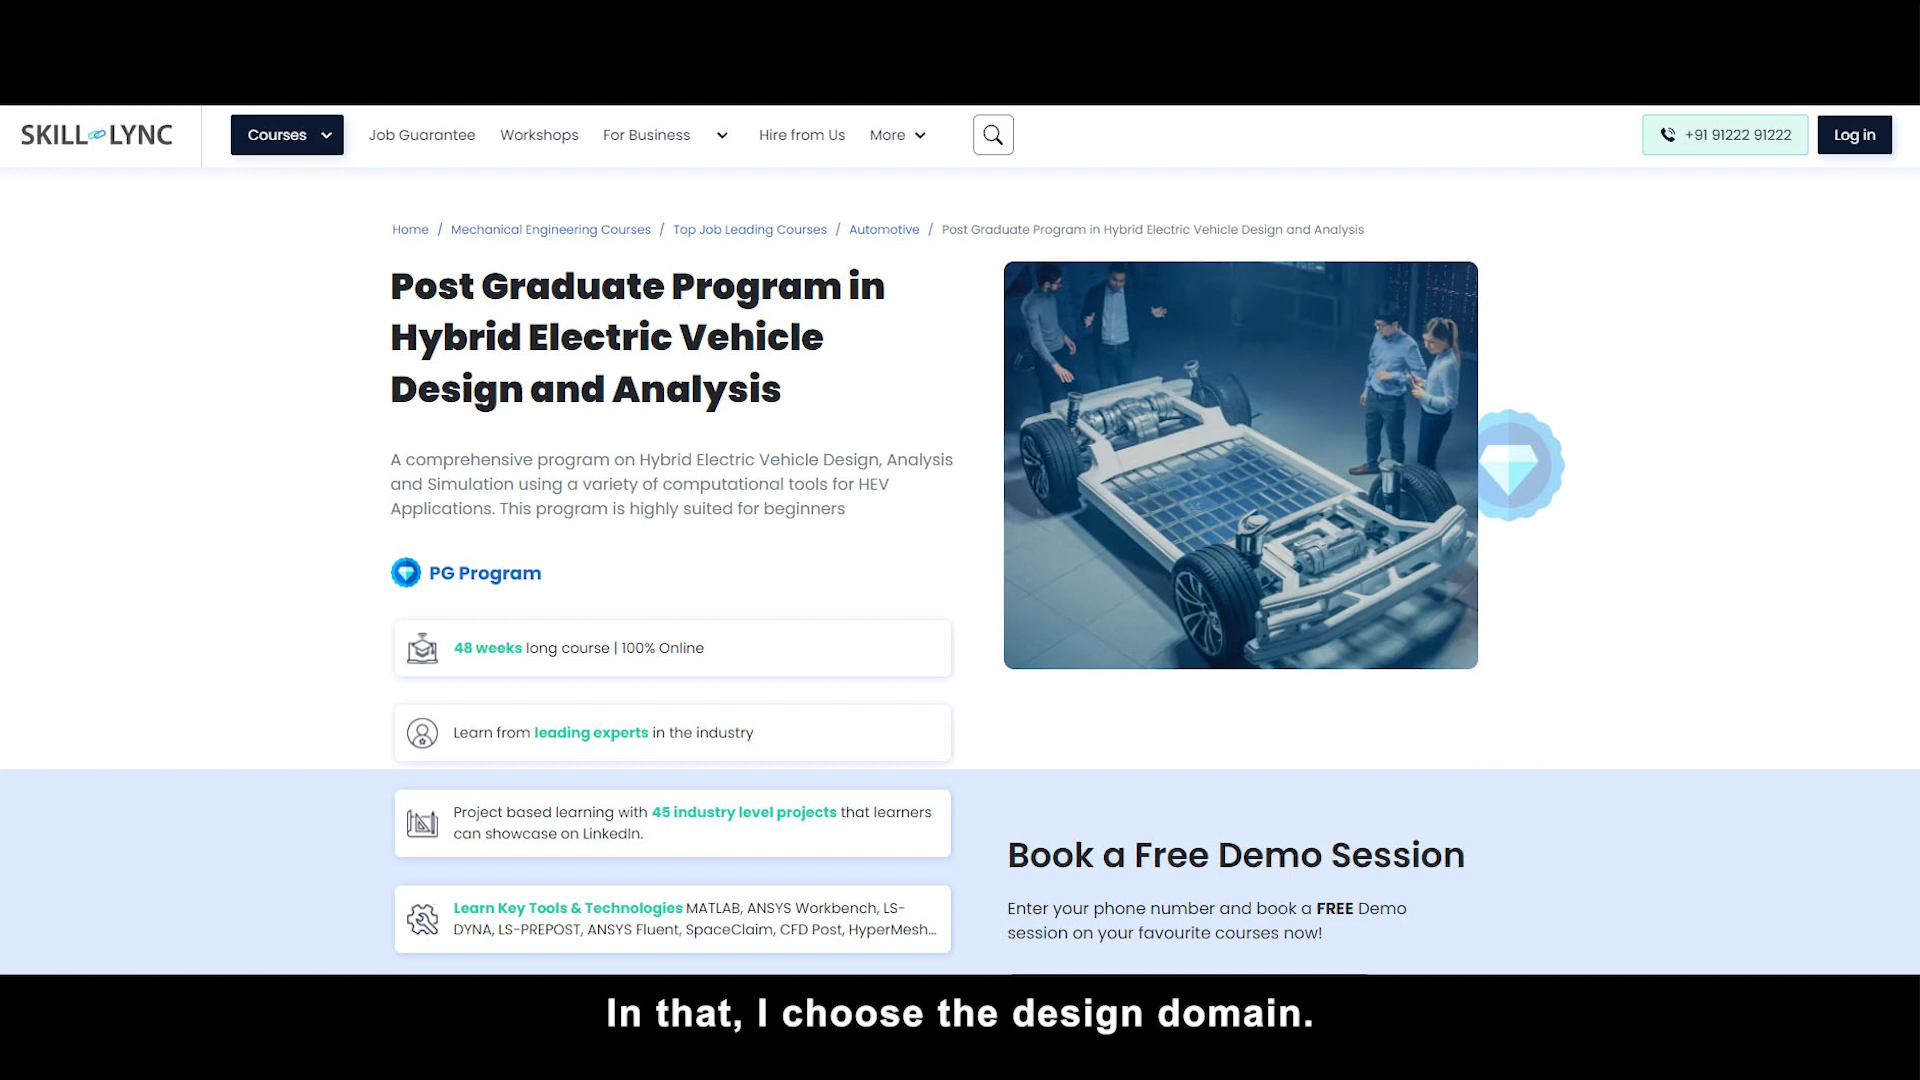 SKILL LYNC
Courses
Job Guarantee
Workshops
For Business
Hire from Us
More
+91 91222 91222
Log in
Home / Mechanical Engineering Courses / Top Job Leading Courses / Automotive / Post Graduate Program in Hybrid Electric Vehicle Design and Analysis
Post Graduate Program in
Hybrid Electric Vehicle
Design and Analysis
A comprehensive program on Hybrid Electric Vehicle Design, Analysis
and Simulation using a variety of computational tools for HEV
Applications. This program is highly suited for beginners
PG Program
48 weeks long course | 100% Online
Learn from leading experts in the industry
Project based learning with 45 industry level projects that learners
can showcase on LinkedIn.
Learn Key Tools & Technologies MATLAB, ANSYS Workbench, LS-
DYNA, LS-PREPOST, ANSYS Fluent, SpaceClaim, CFD Post, HyperMesh...
Book a Free Demo Session
Enter your phone number and book a FREE Demo
session on your favourite courses now!
In that, I choose the design domain.